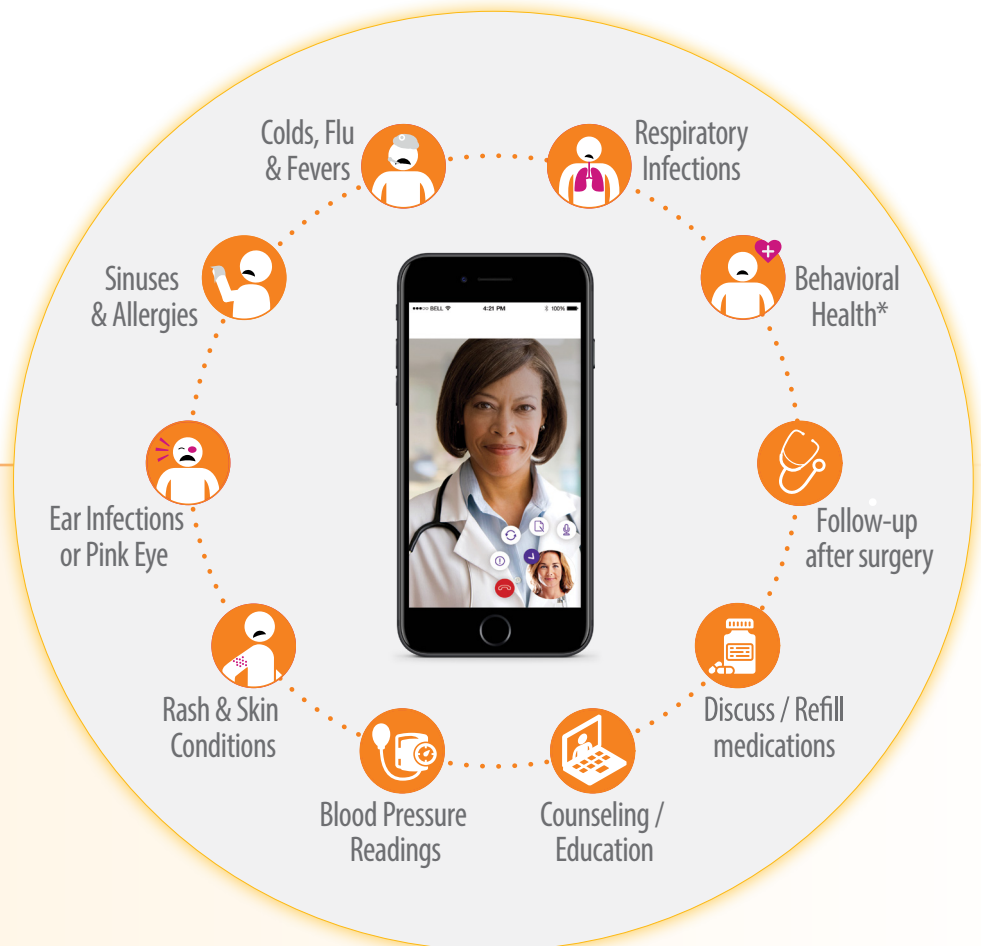 Colds, Flu
& Fevers
Respiratory
Infections
Sinuses
& Allergies
Behavioral
Health*
BELL
4:21 PM
100%
Ear Infections
or Pink Eye
Follow-up
after surgery
Rash & Skin
Conditions
Discuss / Refill
medications
Blood Pressure
Readings
Counseling /
Education